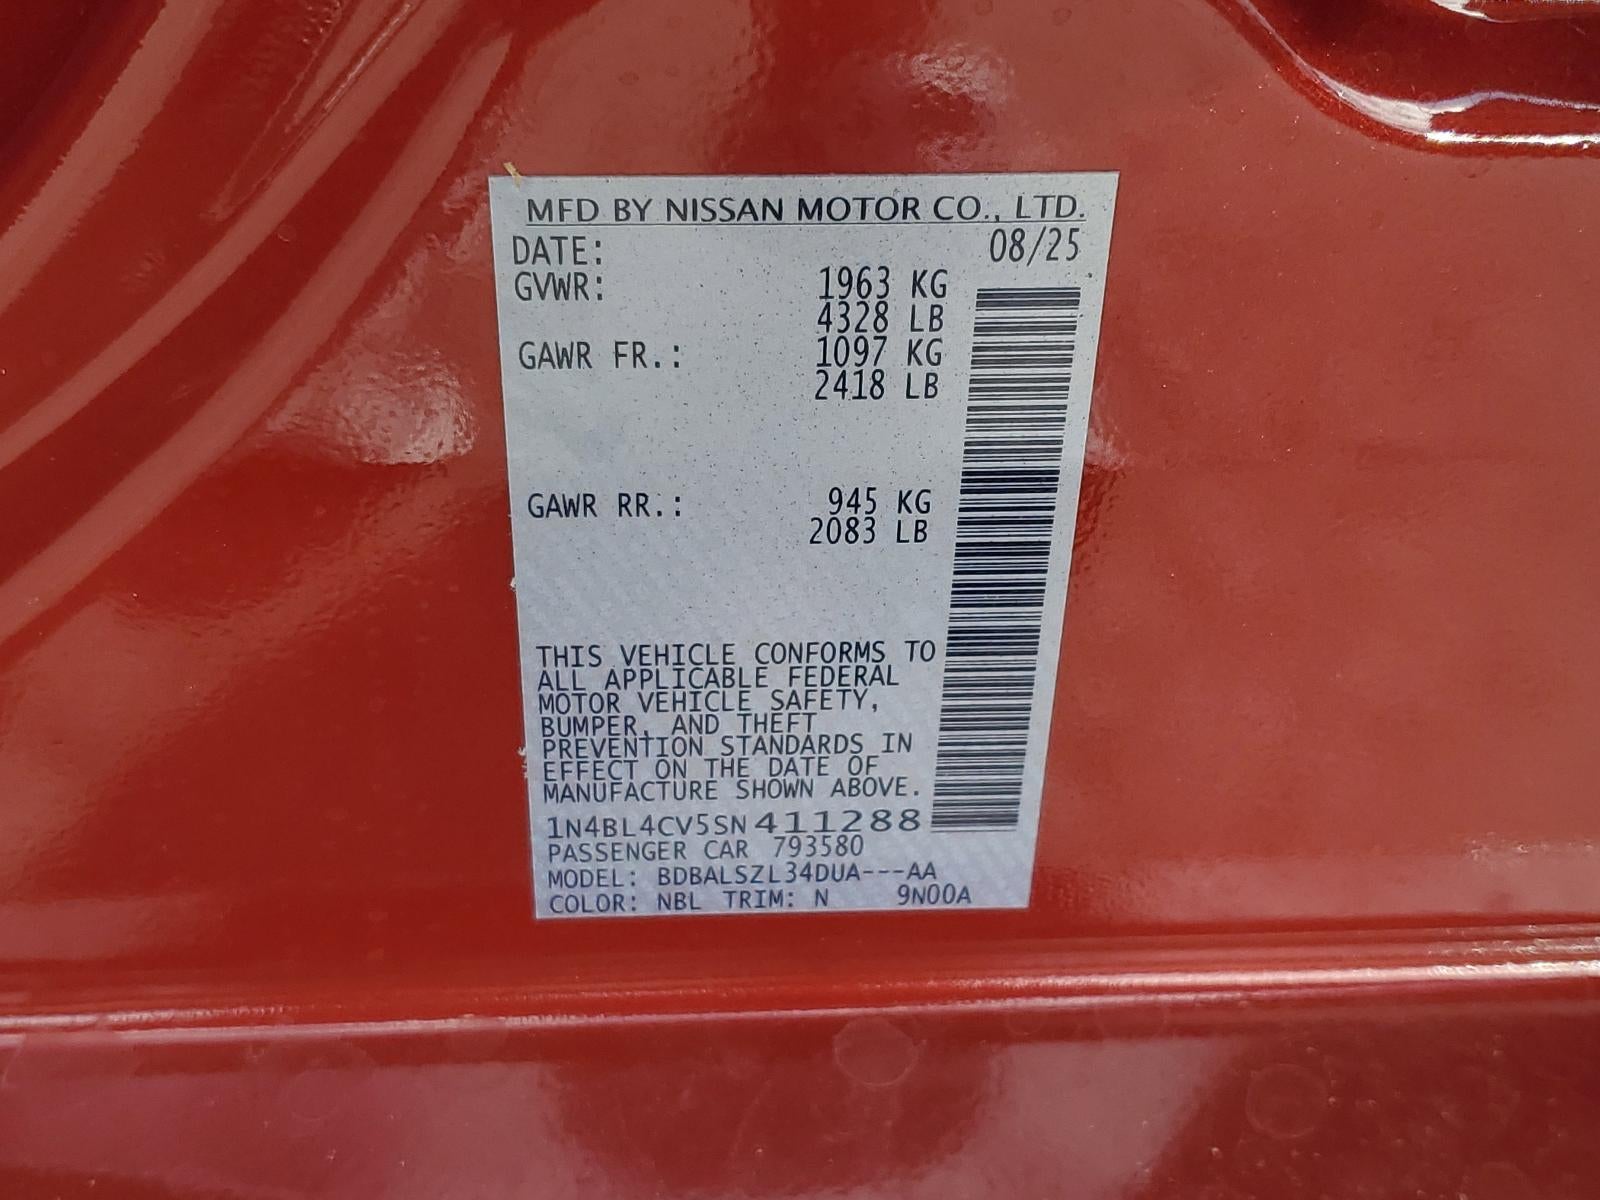 MFD BY NISSAN MOTOR CO., LTD.
DATE: 08/25
GVWR: 1963 KG
4328 LB
GAWR FR.: 1097 KG
2418 LB
GAWR RR.: 945 KG
2083 LB
THIS VEHICLE CONFORMS TO
ALL APPLICABLE FEDERAL
MOTOR VEHICLE SAFETY,
BUMPER, AND THEFT
PREVENTION STANDARDS IN
EFFECT ON THE DATE OF
MANUFACTURE SHOWN ABOVE.
1N4BL4CV5SN411288
PASSENGER CAR 793580
MODEL: BDBALSZL34DUA---AA
COLOR: NBL TRIM: N 9N00A